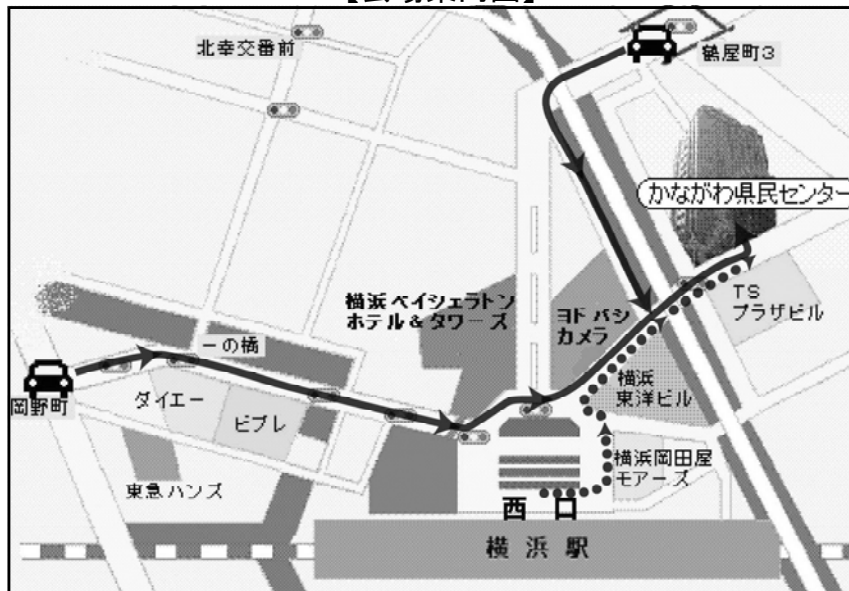 北幸交番前
鶴屋町3
かながわ県民センター
横浜ベイシェラトン
ホテル&タワーズ
ヨドバシ
カメラ
TS
プラザビル
一の橋
岡野町
ダイエー
ビブレ
横浜
東洋ビル
東急ハンズ
横浜岡田屋
モアーズ
西口
横浜駅